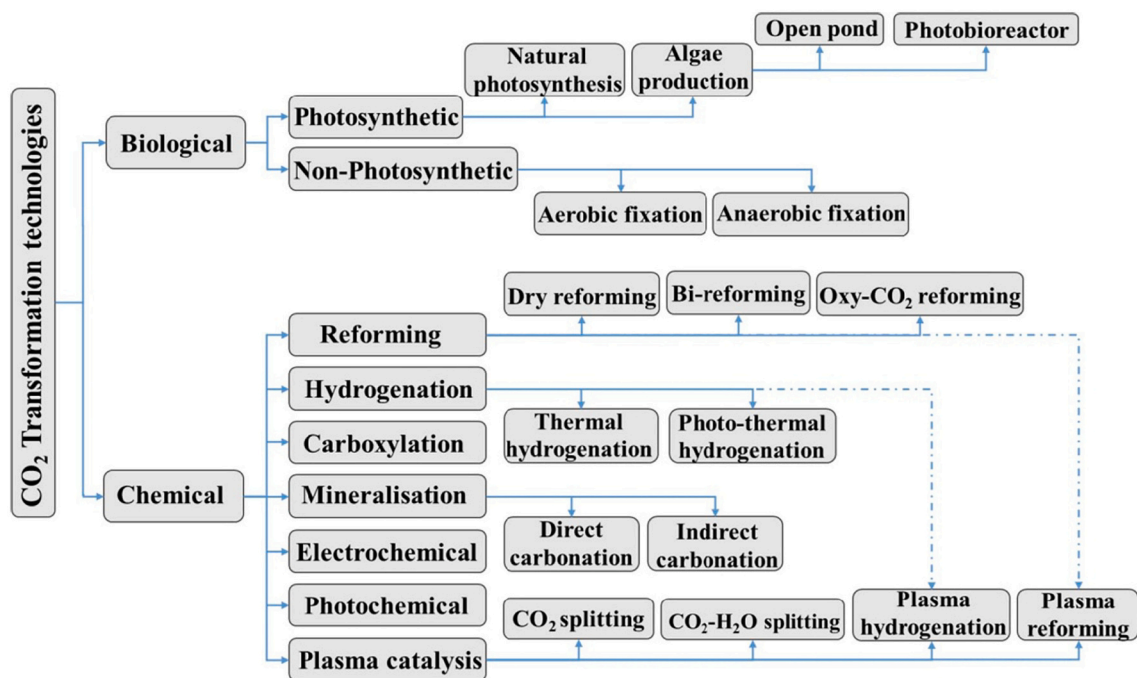 CO₂ Transformation technologies
Biological
Photosynthetic
Natural
photosynthesis
Algae
production
Open pond
Photobioreactor
Non-Photosynthetic
Aerobic fixation
Anaerobic fixation
Chemical
Reforming
Dry reforming
Bi-reforming
Oxy-CO₂ reforming
Hydrogenation
Thermal
hydrogenation
Photo-thermal
hydrogenation
Carboxylation
Mineralisation
Direct
carbonation
Indirect
carbonation
Electrochemical
Photochemical
Plasma catalysis
CO₂ splitting
CO₂-H₂O splitting
Plasma
hydrogenation
Plasma
reforming